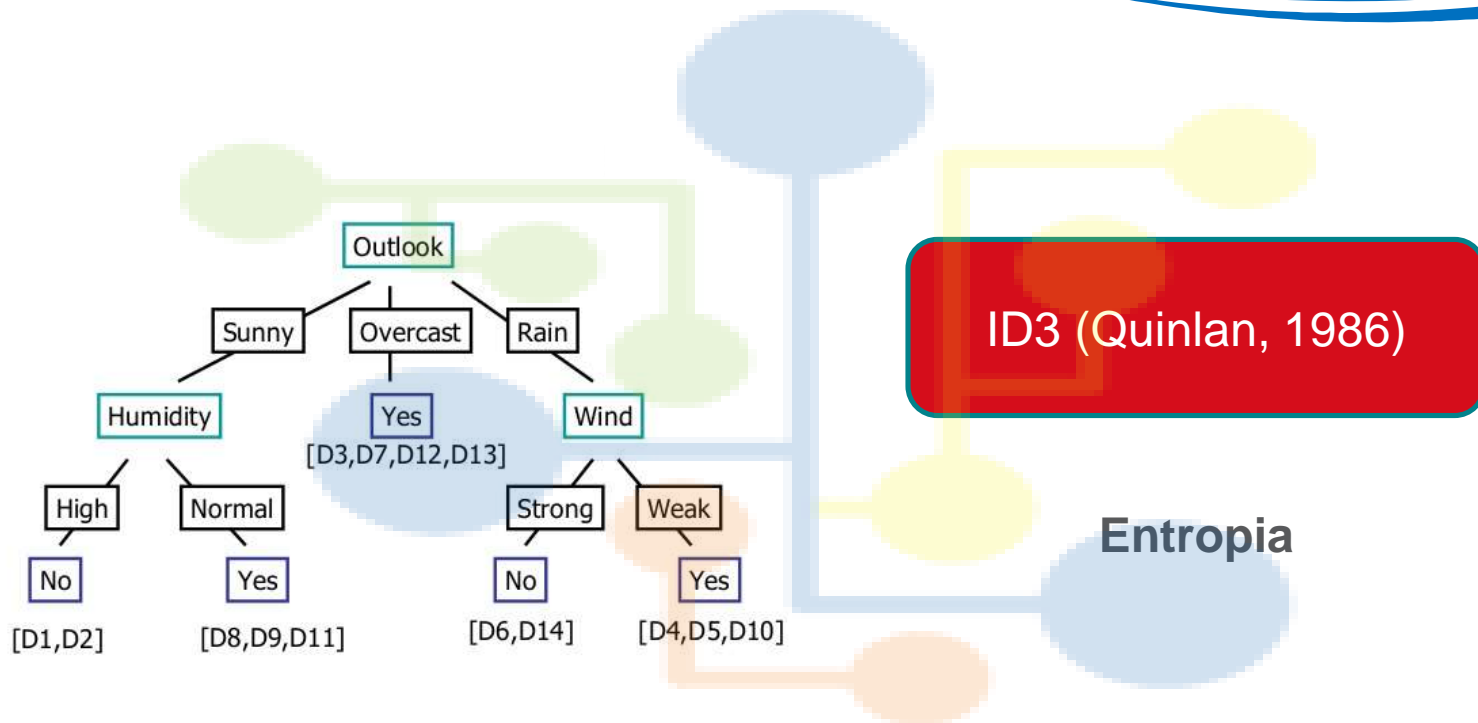 Outlook
Sunny Overcast Rain
ID3 (Quinlan, 1986)
Humidity Yes Wind
[D3,D7,D12,D13]
High Normal Strong Weak
Entropia
No Yes No Yes
[D1,D2] [D8,D9,D11] [D6,D14] [D4,D5,D10]